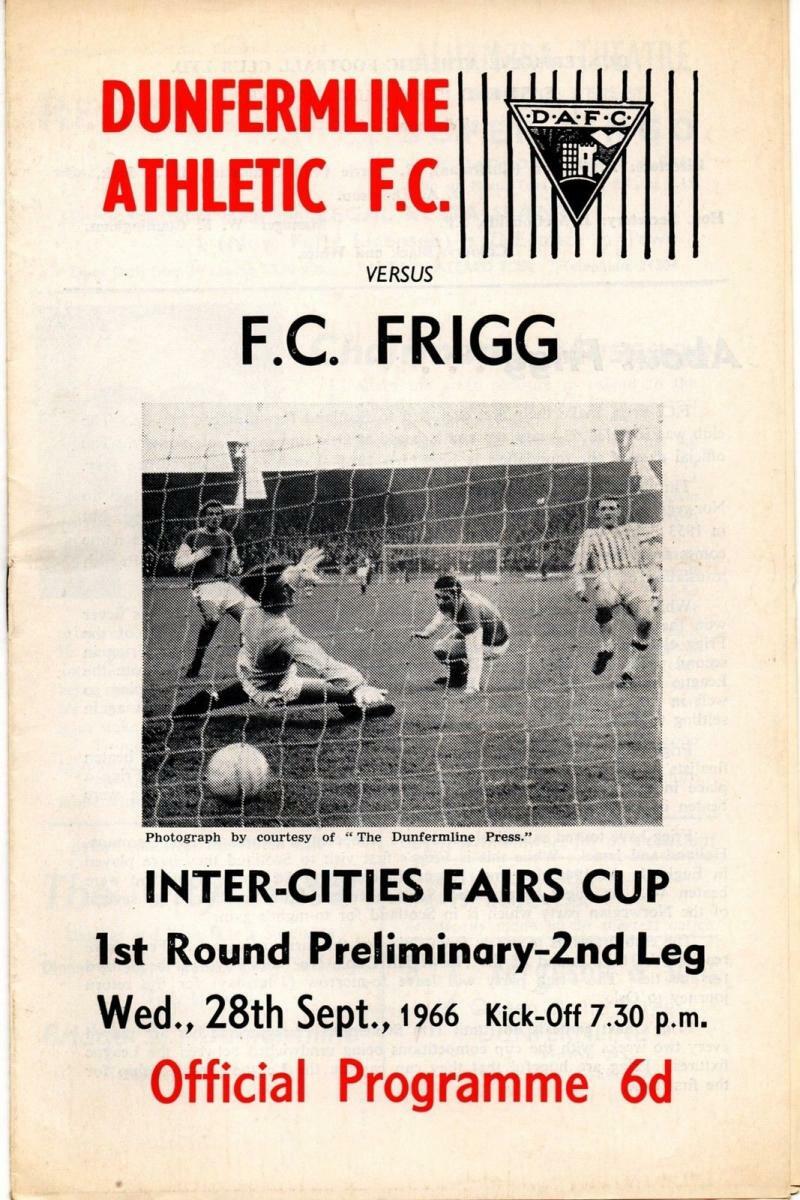 DUNFERMLINE
ATHLETIC F.C.
D.A.F.C.
VERSUS
F.C. FRIGG
Photograph by courtesy of "The Dunfermline Press."
INTER-CITIES FAIRS CUP
1st Round Preliminary-2nd Leg
Wed., 28th Sept., 1966 Kick-Off 7.30 p.m.
Official Programme 6d